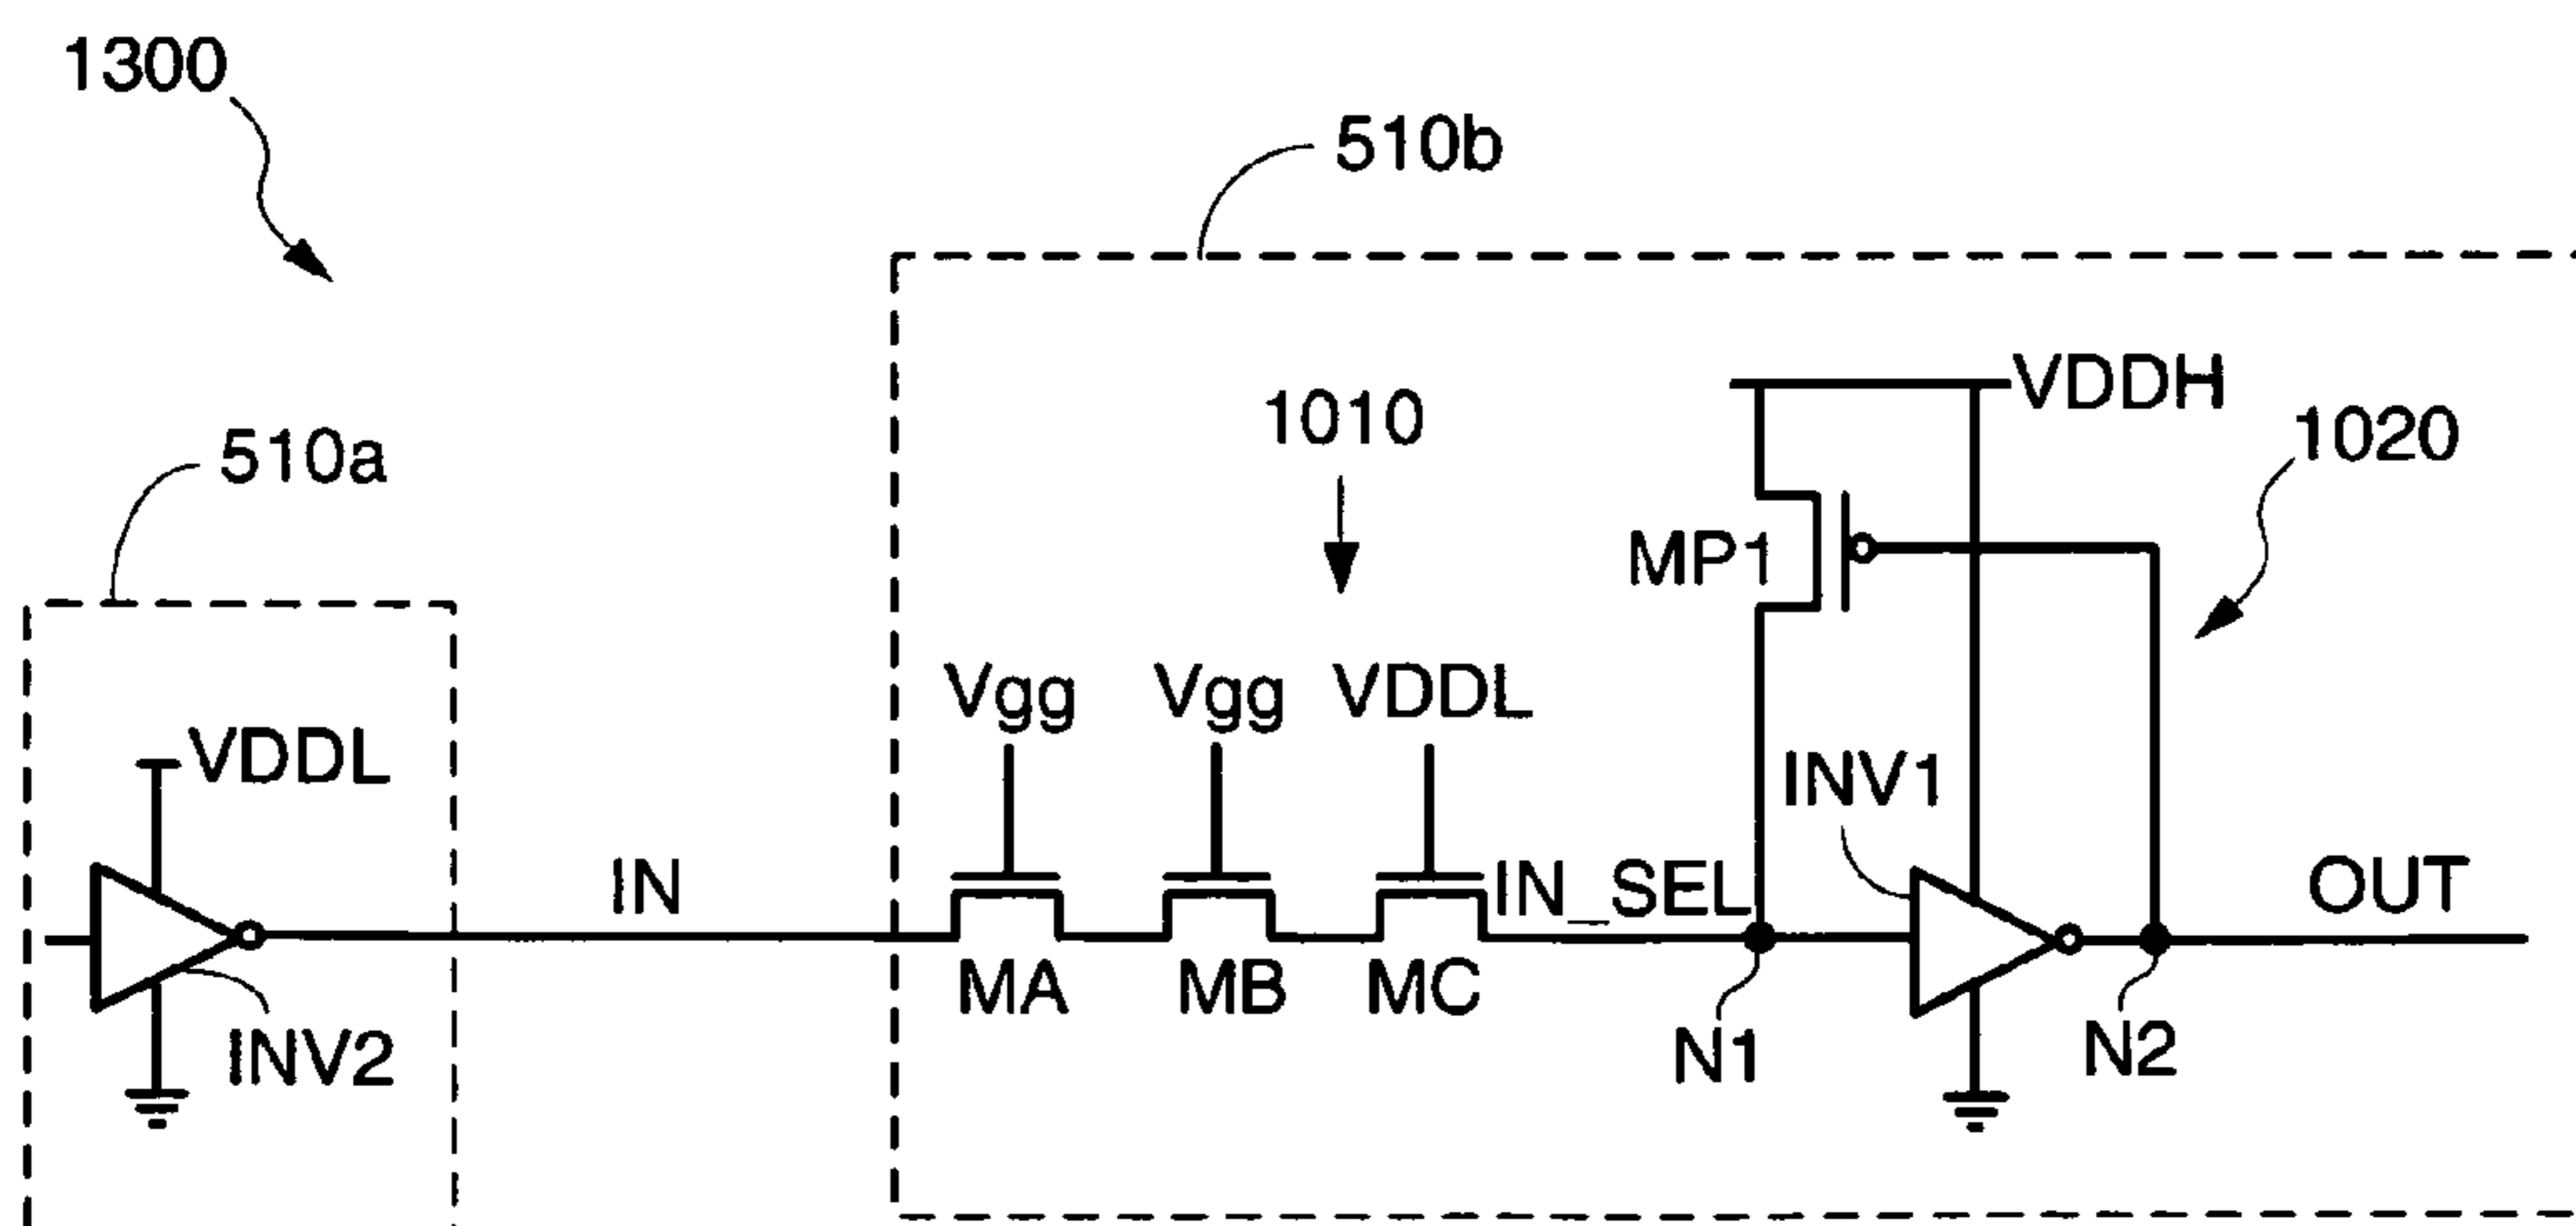 1300
510b
VDDH
1010
1020
510a
MP1
Vgg Vgg VDDL
VDDL
INV1
IN
IN_SEL
OUT
MA MB MC
INV2
N1
N2